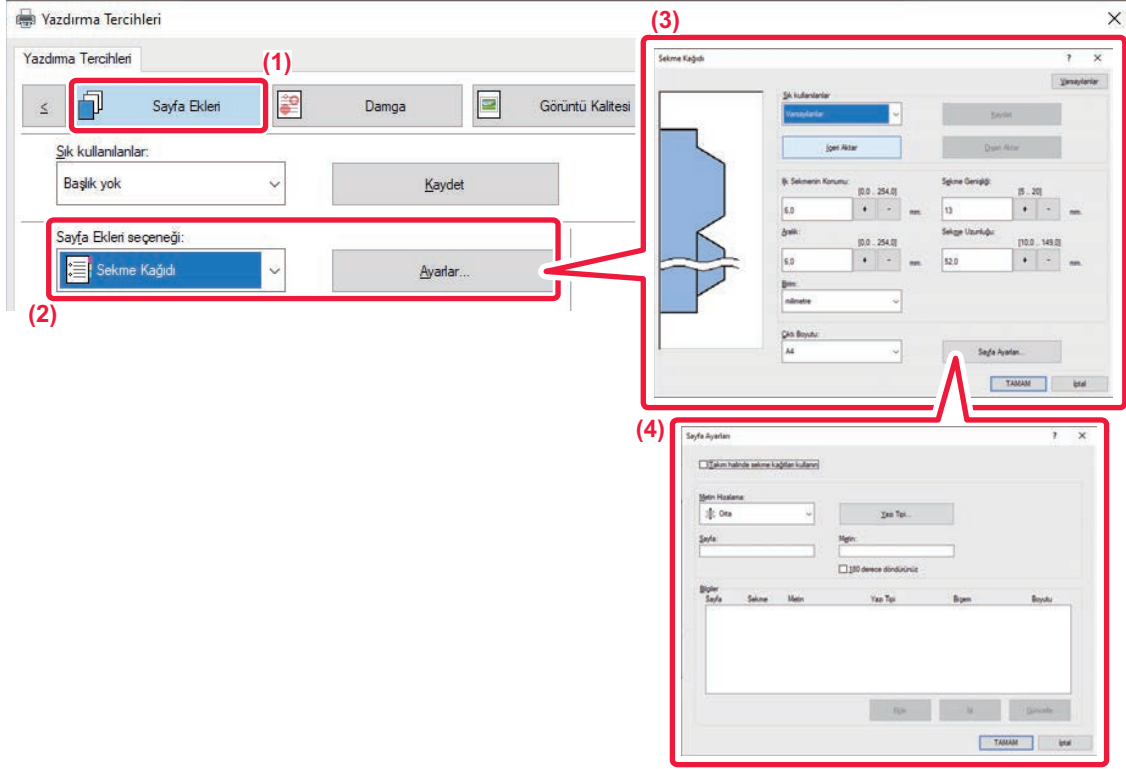 Yazdırma Tercihleri
Yazdırma Tercihleri
(1)
< Sayfa Ekleri Damga Görüntü Kalitesi
Sık kullanılanlar:
Başlık yok Kaydet
Sayfa Ekleri seçeneği:
Sekme Kağıdı Ayarlar...
(2)
(3)
Sekme Kağıdı ? ×
Varsayılanlar
Sık kullanılanlar
Varsayılanlar Kaydet
İçeri Aktar Dışarı Aktar
İlk Sekmenin Konumu: Sekme Genişliği:
[0,0 .. 254,0] [5 .. 20]
6,0 + - mm. 13 + - mm.
Aralık: Sekme Uzunluğu:
[0,0 .. 254,0] [10,0 .. 149,0]
6,0 + - mm. 52,0 + - mm.
Birim:
milimetre
Çıktı Boyutu:
A4 Sayfa Ayarları...
TAMAM İptal
(4)
Sayfa Ayarları ? ×
Takım halinde sekme kağıtları kullanın
Metin Hizalama:
Orta Yazı Tipi...
Sayfa: Metin:
180 derece döndürünüz
Bilgiler
Sayfa Sekme Metin Yazı Tipi Biçem Boyutu
Ekle Sil Güncelle
TAMAM İptal